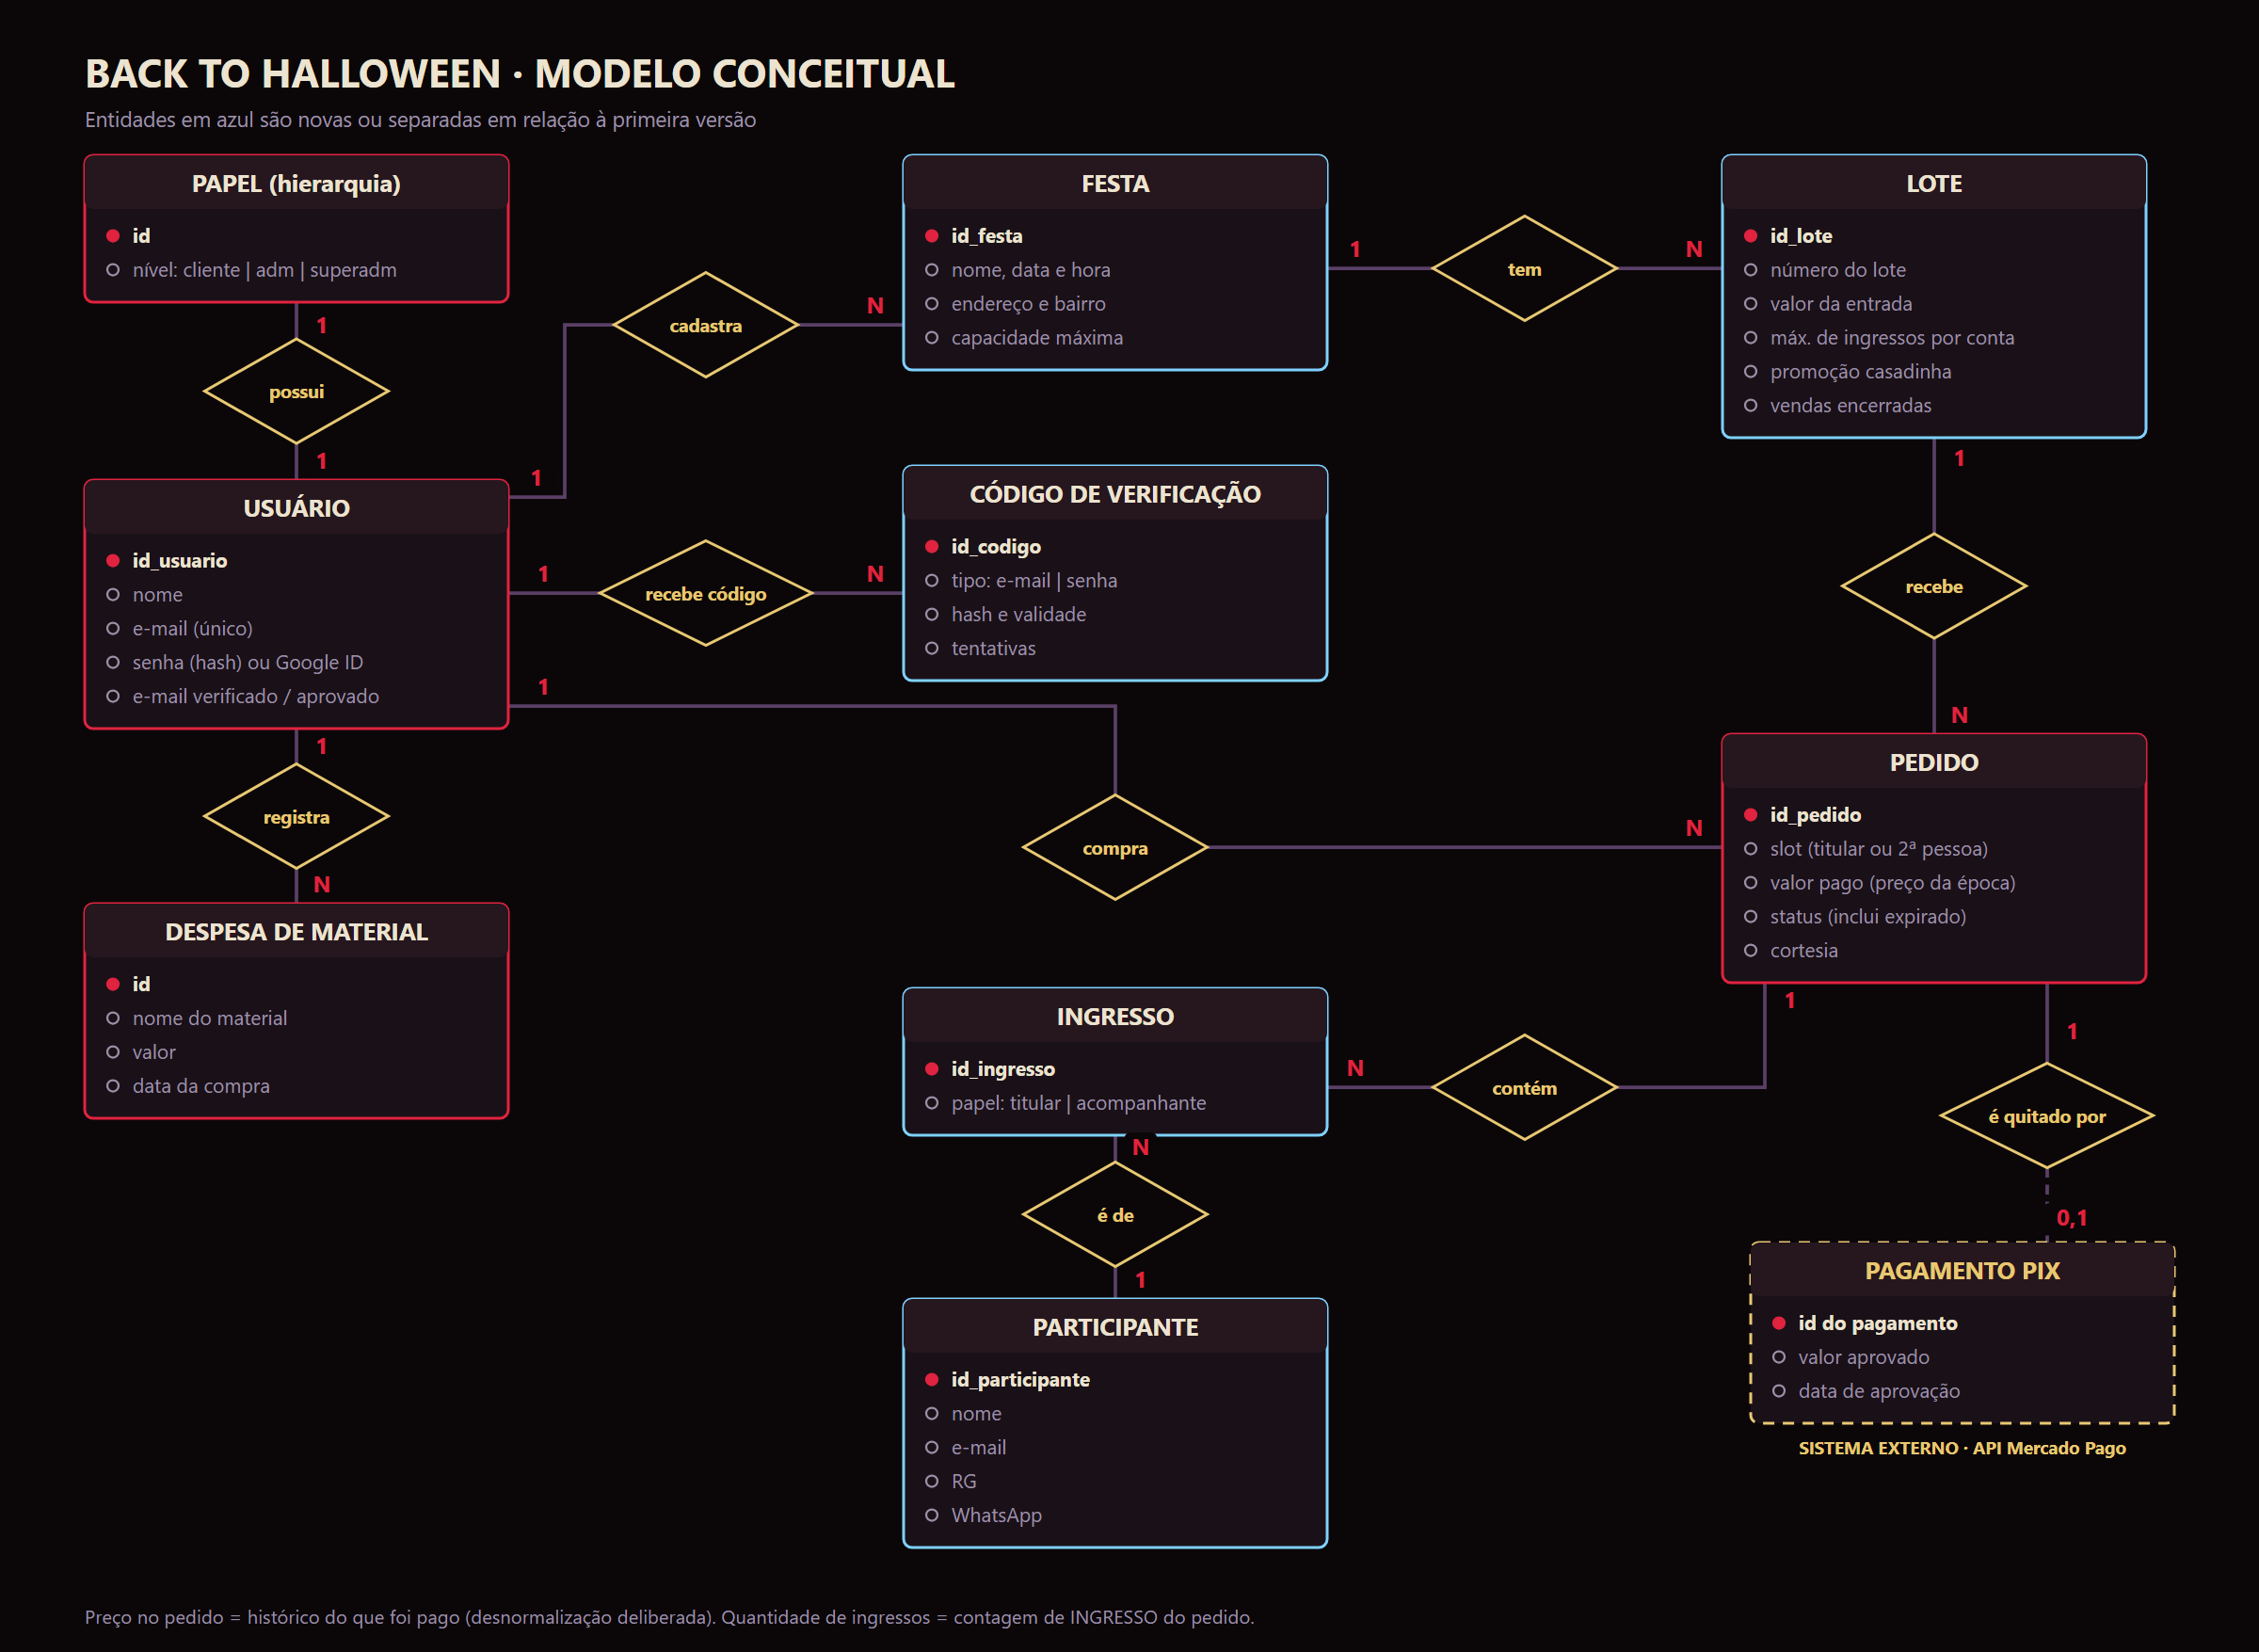 BACK TO HALLOWEEN · MODELO CONCEITUAL
Entidades em azul são novas ou separadas em relação à primeira versão
PAPEL (hierarquia)
id
nível: cliente | adm | superadm
1
possui
1
USUÁRIO
id_usuario
nome
e-mail (único)
senha (hash) ou Google ID
e-mail verificado / aprovado
1
registra
N
DESPESA DE MATERIAL
id
nome do material
valor
data da compra
1
cadastra
N
FESTA
id_festa
nome, data e hora
endereço e bairro
capacidade máxima
1
tem
N
LOTE
id_lote
número do lote
valor da entrada
máx. de ingressos por conta
promoção casadinha
vendas encerradas
1
recebe código
N
CÓDIGO DE VERIFICAÇÃO
id_codigo
tipo: e-mail | senha
hash e validade
tentativas
1
recebe
N
1
compra
N
PEDIDO
id_pedido
slot (titular ou 2ª pessoa)
valor pago (preço da época)
status (inclui expirado)
cortesia
1
contém
N
INGRESSO
id_ingresso
papel: titular | acompanhante
N
é de
1
PARTICIPANTE
id_participante
nome
e-mail
RG
WhatsApp
1
é quitado por
0,1
PAGAMENTO PIX
id do pagamento
valor aprovado
data de aprovação
SISTEMA EXTERNO · API Mercado Pago
Preço no pedido = histórico do que foi pago (desnormalização deliberada). Quantidade de ingressos = contagem de INGRESSO do pedido.